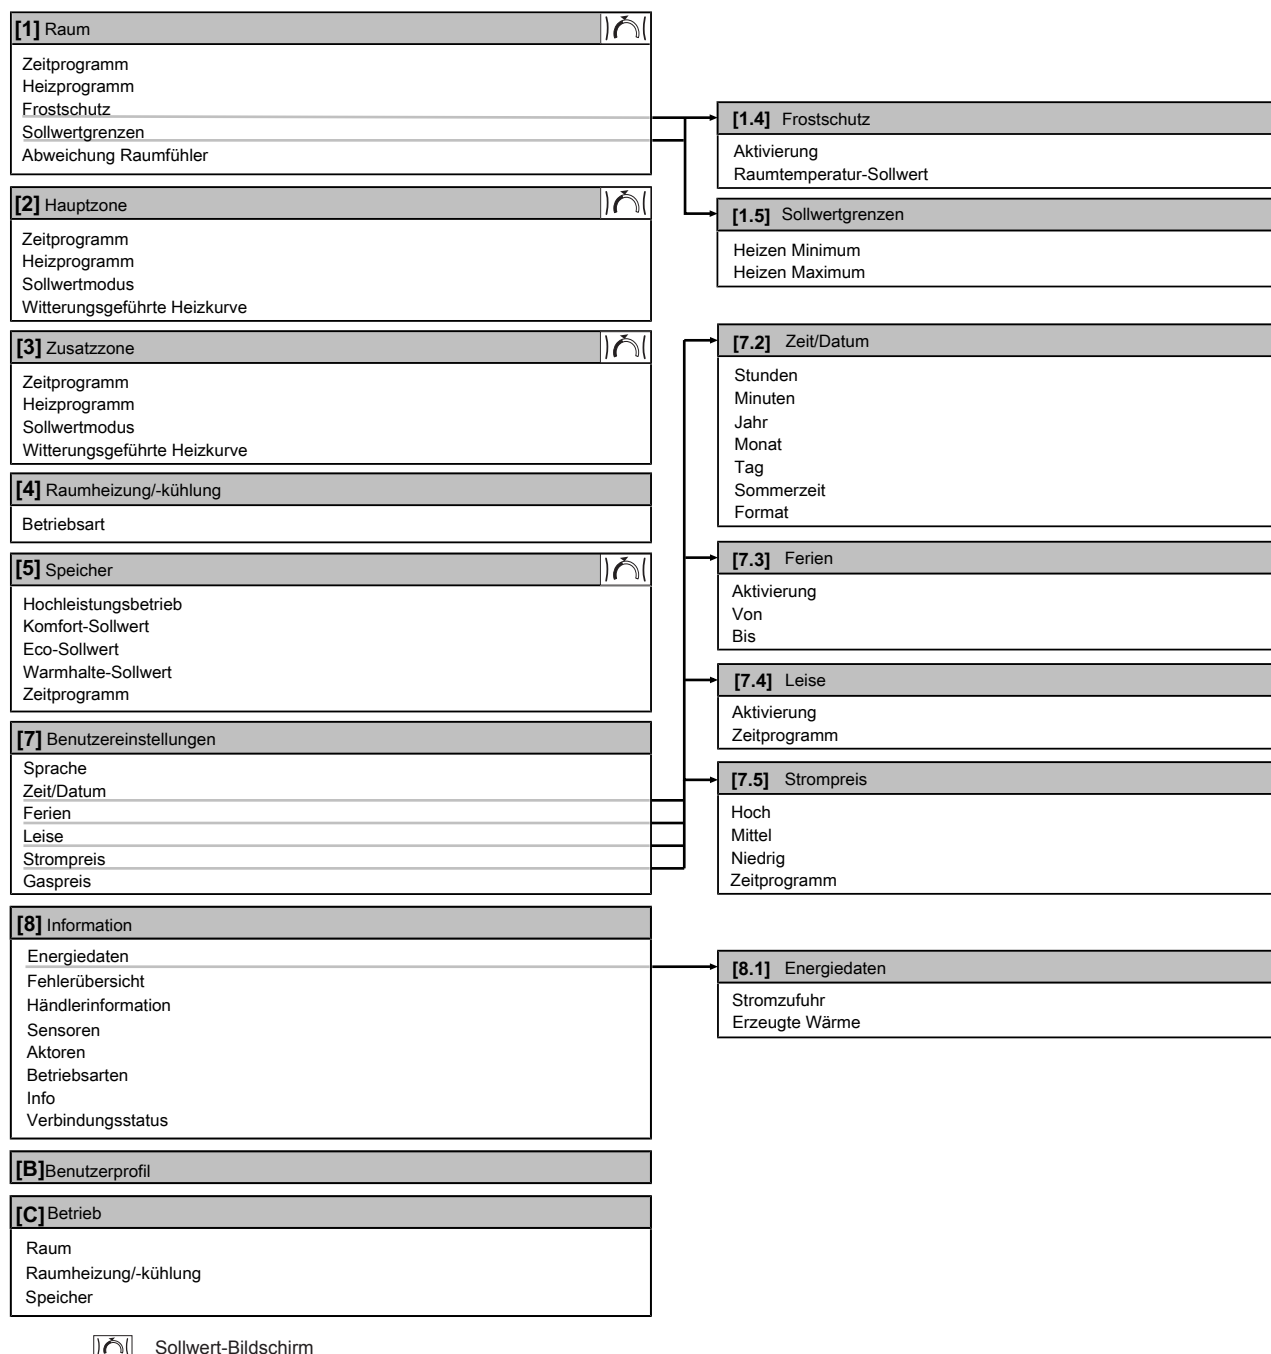 [1] Raum
Zeitprogramm
Heizprogramm
Frostschutz
Sollwertgrenzen
Abweichung Raumfühler
[1.4] Frostschutz
Aktivierung
Raumtemperatur-Sollwert
[1.5] Sollwertgrenzen
Heizen Minimum
Heizen Maximum
[2] Hauptzone
Zeitprogramm
Heizprogramm
Sollwertmodus
Witterungsgeführte Heizkurve
[3] Zusatzzone
Zeitprogramm
Heizprogramm
Sollwertmodus
Witterungsgeführte Heizkurve
[4] Raumheizung/-kühlung
Betriebsart
[5] Speicher
Hochleistungsbetrieb
Komfort-Sollwert
Eco-Sollwert
Warmhalte-Sollwert
Zeitprogramm
[7] Benutzereinstellungen
Sprache
Zeit/Datum
Ferien
Leise
Strompreis
Gaspreis
[7.2] Zeit/Datum
Stunden
Minuten
Jahr
Monat
Tag
Sommerzeit
Format
[7.3] Ferien
Aktivierung
Von
Bis
[7.4] Leise
Aktivierung
Zeitprogramm
[7.5] Strompreis
Hoch
Mittel
Niedrig
Zeitprogramm
[8] Information
Energiedaten
Fehlerübersicht
Händlerinformation
Sensoren
Aktoren
Betriebsarten
Info
Verbindungsstatus
[8.1] Energiedaten
Stromzufuhr
Erzeugte Wärme
[B]Benutzerprofil
[C] Betrieb
Raum
Raumheizung/-kühlung
Speicher
Sollwert-Bildschirm